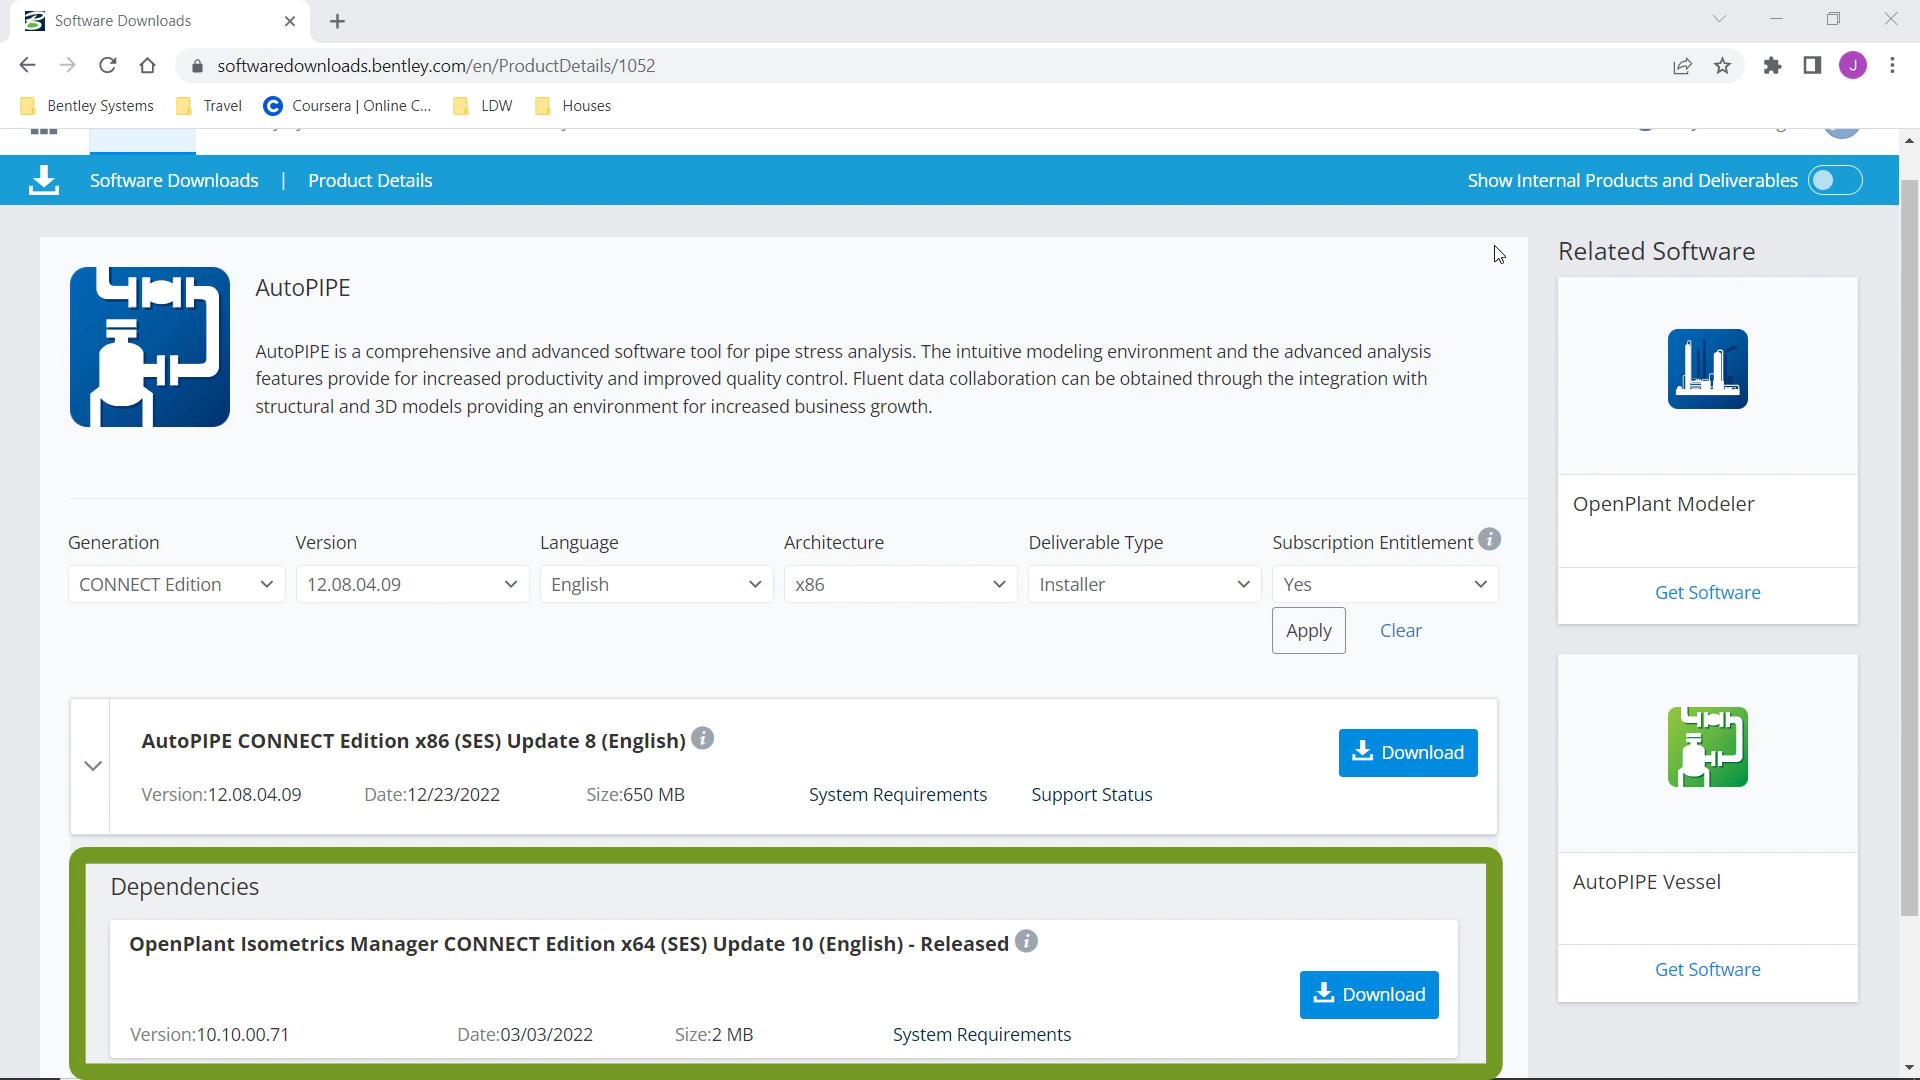 Software Downloads
softwaredownloads.bentley.com/en/ProductDetails/1052
J
Bentley Systems
Travel
Coursera | Online C...
LDW
Houses
Software Downloads | Product Details
Show Internal Products and Deliverables
AutoPIPE
AutoPIPE is a comprehensive and advanced software tool for pipe stress analysis. The intuitive modeling environment and the advanced analysis
features provide for increased productivity and improved quality control. Fluent data collaboration can be obtained through the integration with
structural and 3D models providing an environment for increased business growth.
Generation
Version
Language
Architecture
Deliverable Type
Subscription Entitlement
CONNECT Edition
12.08.04.09
English
x86
Installer
Yes
Apply
Clear
AutoPIPE CONNECT Edition x86 (SES) Update 8 (English)
Download
Version:12.08.04.09
Date:12/23/2022
Size:650 MB
System Requirements
Support Status
Dependencies
OpenPlant Isometrics Manager CONNECT Edition x64 (SES) Update 10 (English) - Released
Download
Version:10.10.00.71
Date:03/03/2022
Size:2 MB
System Requirements
Related Software
OpenPlant Modeler
Get Software
AutoPIPE Vessel
Get Software